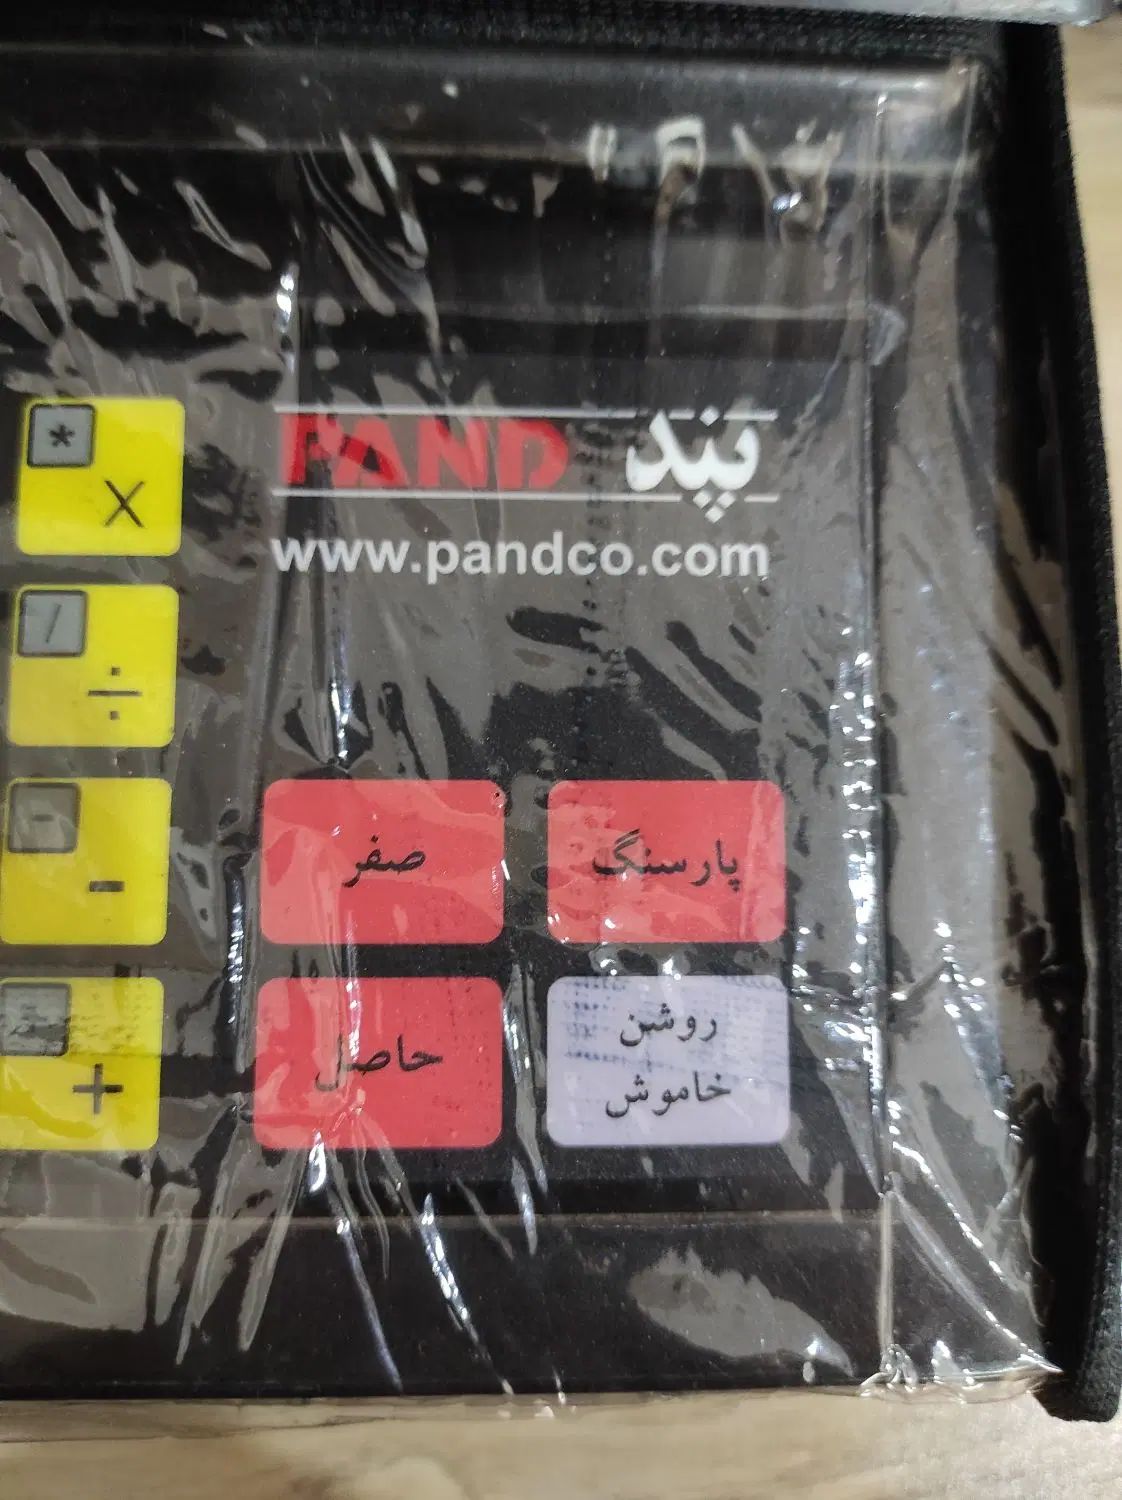 PAND پند
www.pandco.com
*
×
/
÷
-
-
+
صفر
پارسنگ
حاصل
روشن
خاموش